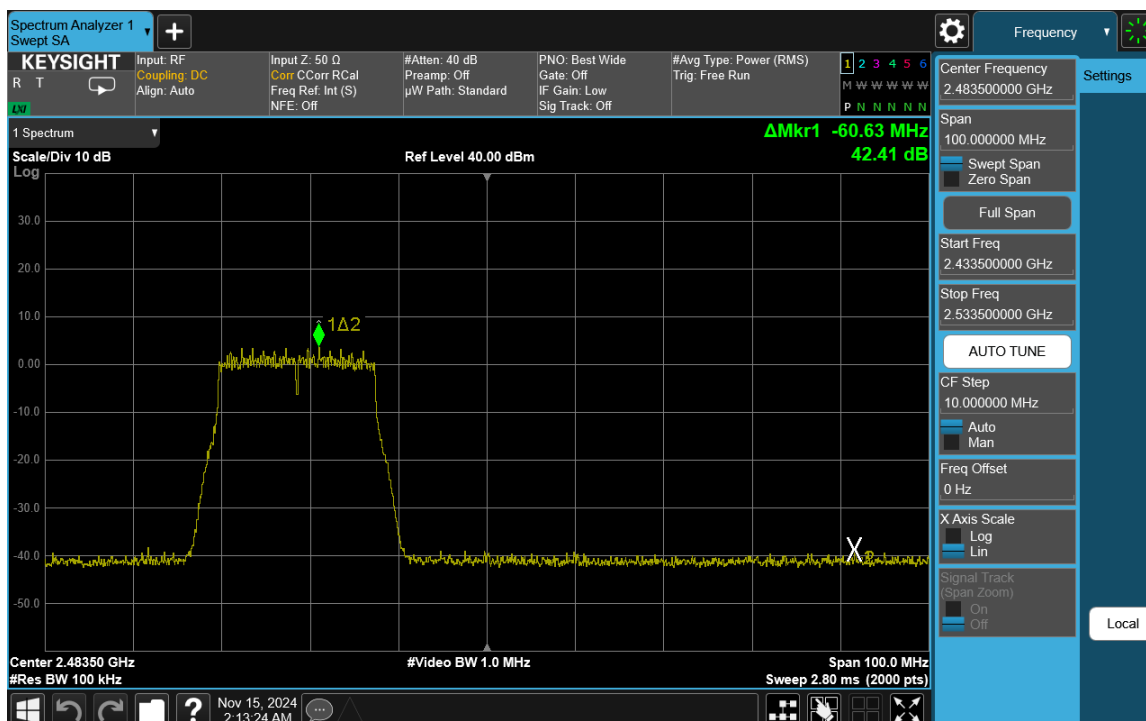 Spectrum Analyzer 1
Swept SA
Frequency
KEYSIGHT
R T
LXI
Input: RF
Coupling: DC
Align: Auto
Input Z: 50 Ω
Corr CCorr RCal
Freq Ref: Int (S)
NFE: Off
#Atten: 40 dB
Preamp: Off
µW Path: Standard
PNO: Best Wide
Gate: Off
IF Gain: Low
Sig Track: Off
#Avg Type: Power (RMS)
Trig: Free Run
1 2 3 4 5 6
M W W W W W
P N N N N N
1 Spectrum
Scale/Div 10 dB
Log
Ref Level 40.00 dBm
ΔMkr1 -60.63 MHz
42.41 dB
30.0
20.0
10.0
0.00
-10.0
-20.0
-30.0
-40.0
-50.0
1Δ2
X
Center 2.48350 GHz
#Res BW 100 kHz
#Video BW 1.0 MHz
Span 100.0 MHz
Sweep 2.80 ms (2000 pts)
Center Frequency
2.483500000 GHz
Span
100.000000 MHz
Swept Span
Zero Span
Full Span
Start Freq
2.433500000 GHz
Stop Freq
2.533500000 GHz
AUTO TUNE
CF Step
10.000000 MHz
Auto
Man
Freq Offset
0 Hz
X Axis Scale
Log
Lin
Signal Track
(Span Zoom)
On
Off
Settings
Local
?
Nov 15, 2024
2:13:24 AM